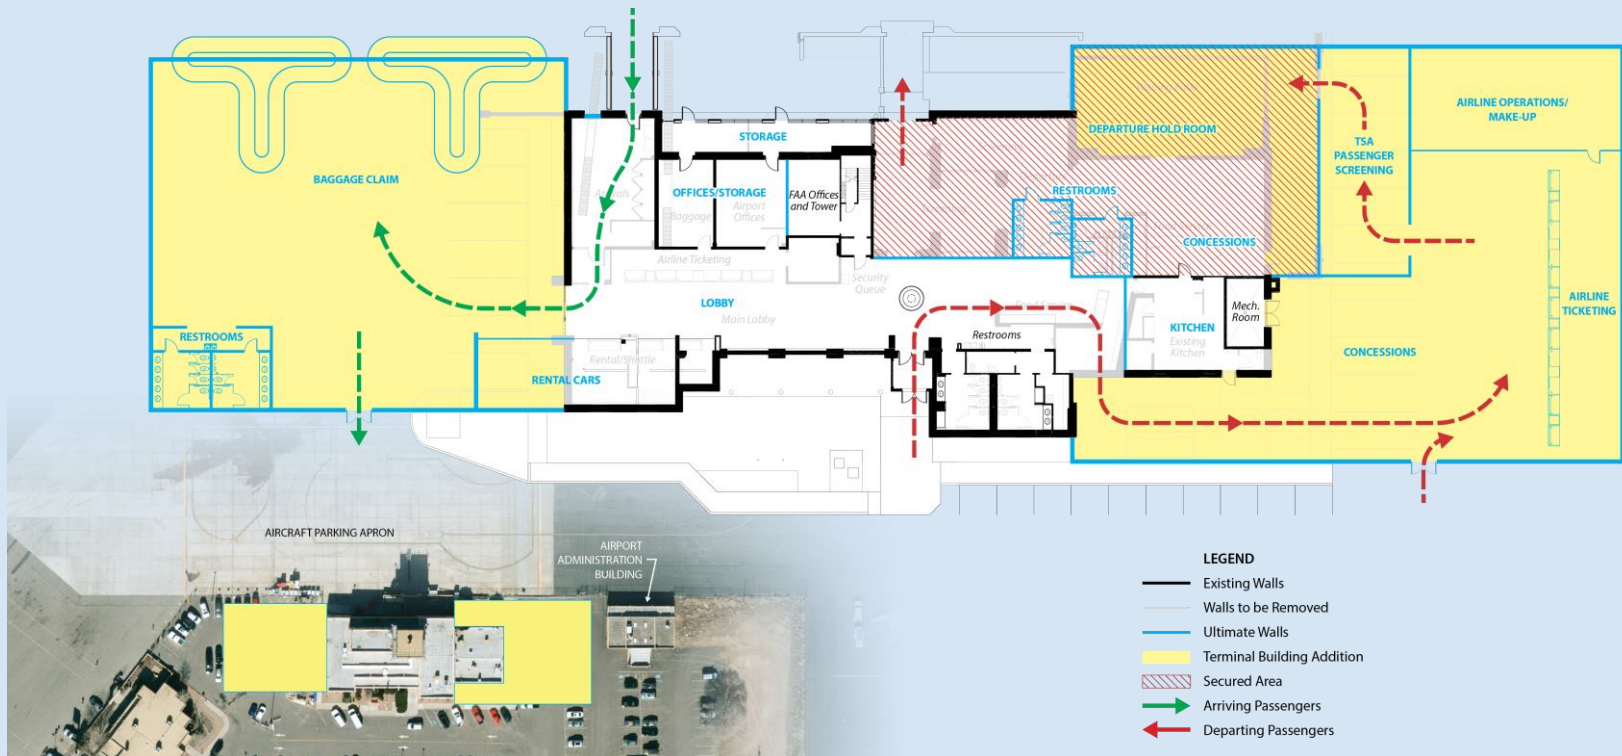 BAGGAGE CLAIM
STORAGE
OFFICES/STORAGE
FAA Offices
and Tower
Arrivals
Baggage
Airport
Offices
Airline Ticketing
Security
Queue
LOBBY
Main Lobby
RESTROOMS
RENTAL CARS
Rental/Shuttle
DEPARTURE HOLD ROOM
RESTROOMS
CONCESSIONS
Food Service
Restrooms
KITCHEN
Existing
Kitchen
Mech.
Room
TSA
PASSENGER
SCREENING
AIRLINE OPERATIONS/
MAKE-UP
AIRLINE
TICKETING
CONCESSIONS
AIRCRAFT PARKING APRON
AIRPORT
ADMINISTRATION
BUILDING
LEGEND
Existing Walls
Walls to be Removed
Ultimate Walls
Terminal Building Addition
Secured Area
Arriving Passengers
Departing Passengers